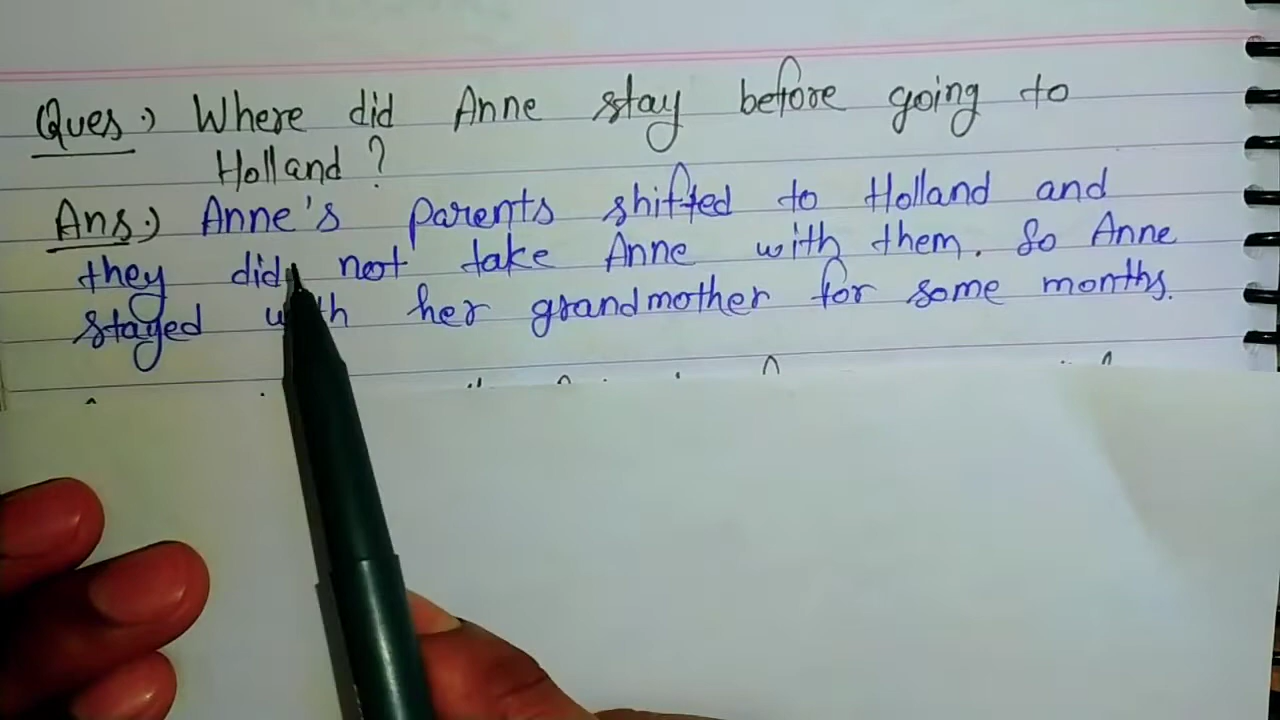 Ques.) Where did Anne stay before going to
Holland ?
Ans.) Anne's parents shifted to Holland and
they did not take Anne with them. So Anne
stayed with her grandmother for some months.